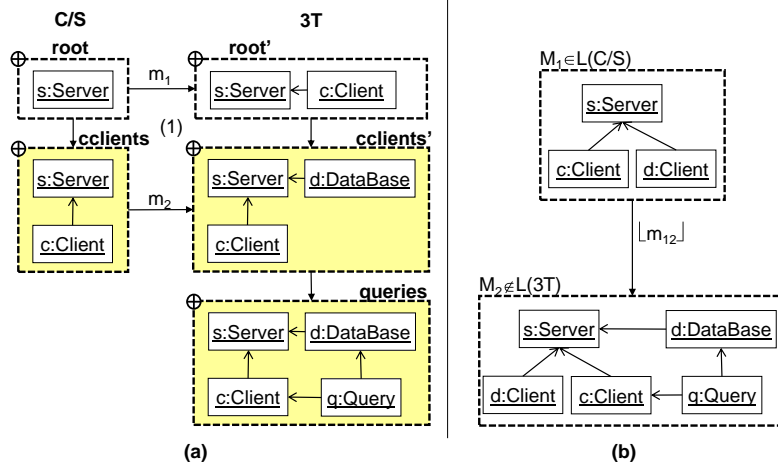 C/S
3T
root
root’
s:Server
m1
s:Server
c:Client
(1)
cclients
cclients’
s:Server
s:Server
d:DataBase
m2
c:Client
c:Client
queries
s:Server
d:DataBase
c:Client
q:Query
(a)
M1∈L(C/S)
s:Server
c:Client
d:Client
⌊m12⌋
M2∉L(3T)
s:Server
d:DataBase
d:Client
c:Client
q:Query
(b)